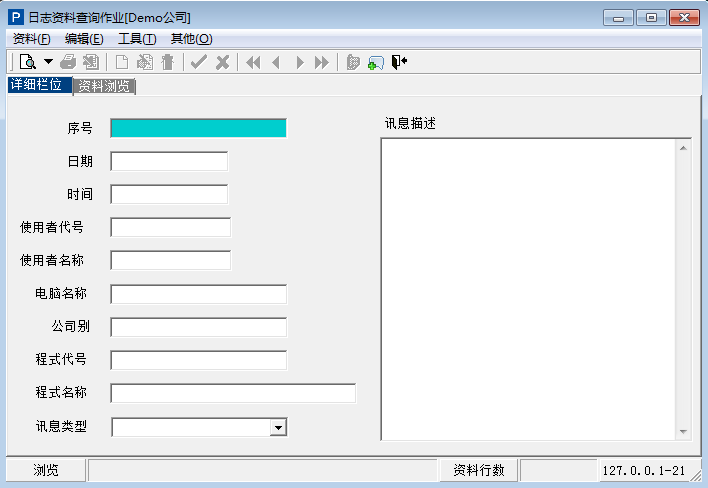 日志资料查询作业[Demo公司]
资料(F) 编辑(E) 工具(T) 其他(O)
详细栏位 资料浏览
序号
讯息描述
日期
时间
使用者代号
使用者名称
电脑名称
公司别
程式代号
程式名称
讯息类型
浏览 资料行数 127.0.0.1-21